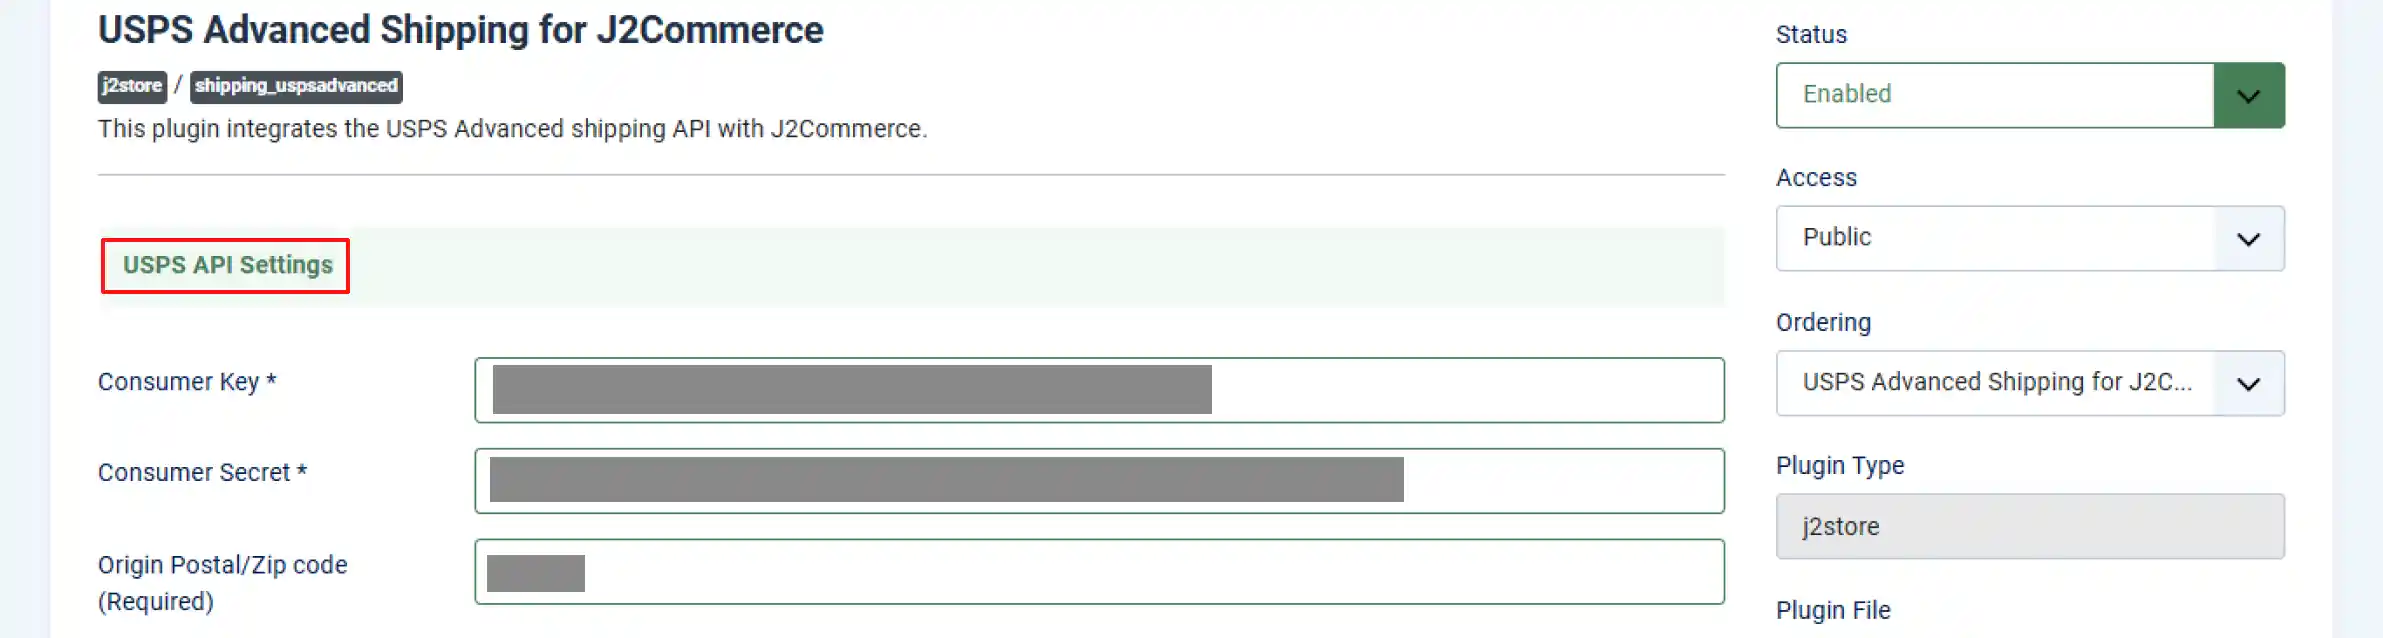 USPS Advanced Shipping for J2Commerce
j2store / shipping_uspsadvanced
This plugin integrates the USPS Advanced shipping API with J2Commerce.
USPS API Settings
Consumer Key *
Consumer Secret *
Origin Postal/Zip code
(Required)
Status
Enabled
Access
Public
Ordering
USPS Advanced Shipping for J2C...
Plugin Type
j2store
Plugin File